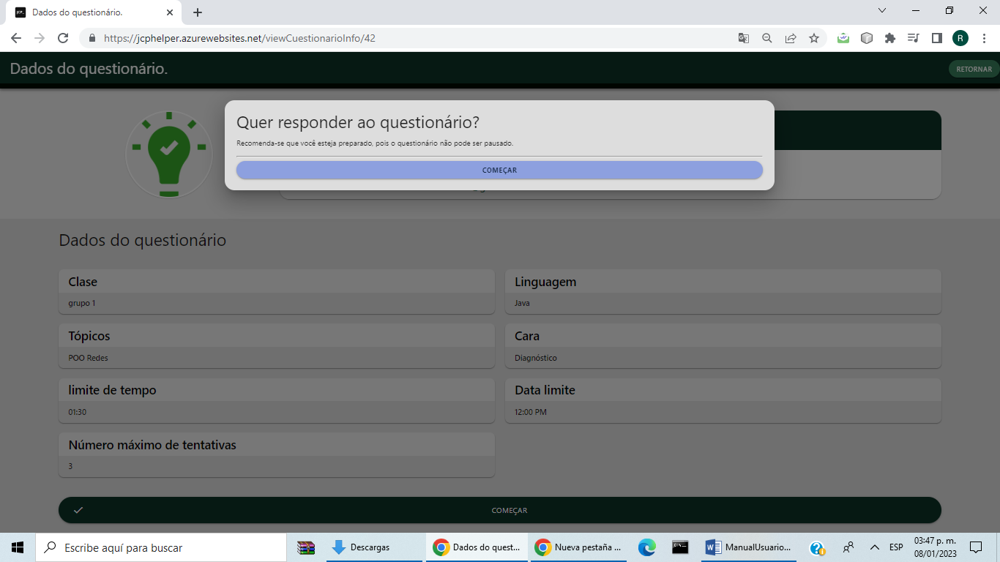 Dados do questionário.
https://jcphelper.azurewebsites.net/viewCuestionarioInfo/42
R
Dados do questionário.
RETORNAR
Quer responder ao questionário?
Recomenda-se que você esteja preparado, pois o questionário não pode ser pausado.
COMEÇAR
Dados do questionário
Clase
grupo 1
Linguagem
Java
Tópicos
POO Redes
Cara
Diagnóstico
limite de tempo
01:30
Data limite
12:00 PM
Número máximo de tentativas
3
COMEÇAR
Escribe aquí para buscar
Descargas
Dados do quest...
Nueva pestaña ...
ManualUsuario...
ESP
03:47 p. m.
08/01/2023